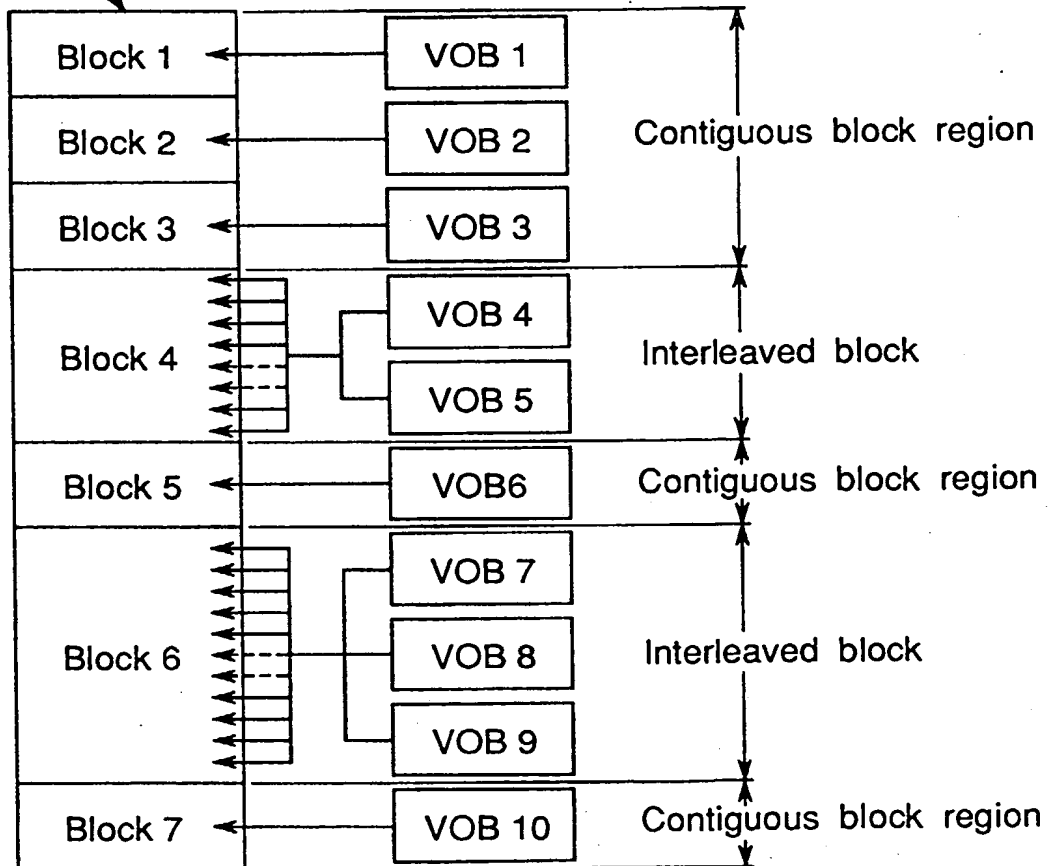 Block 1
VOB 1
Block 2
VOB 2
Contiguous block region
Block 3
VOB 3
Block 4
VOB 4
Interleaved block
VOB 5
Block 5
VOB6
Contiguous block region
Block 6
VOB 7
VOB 8
Interleaved block
VOB 9
Block 7
VOB 10
Contiguous block region